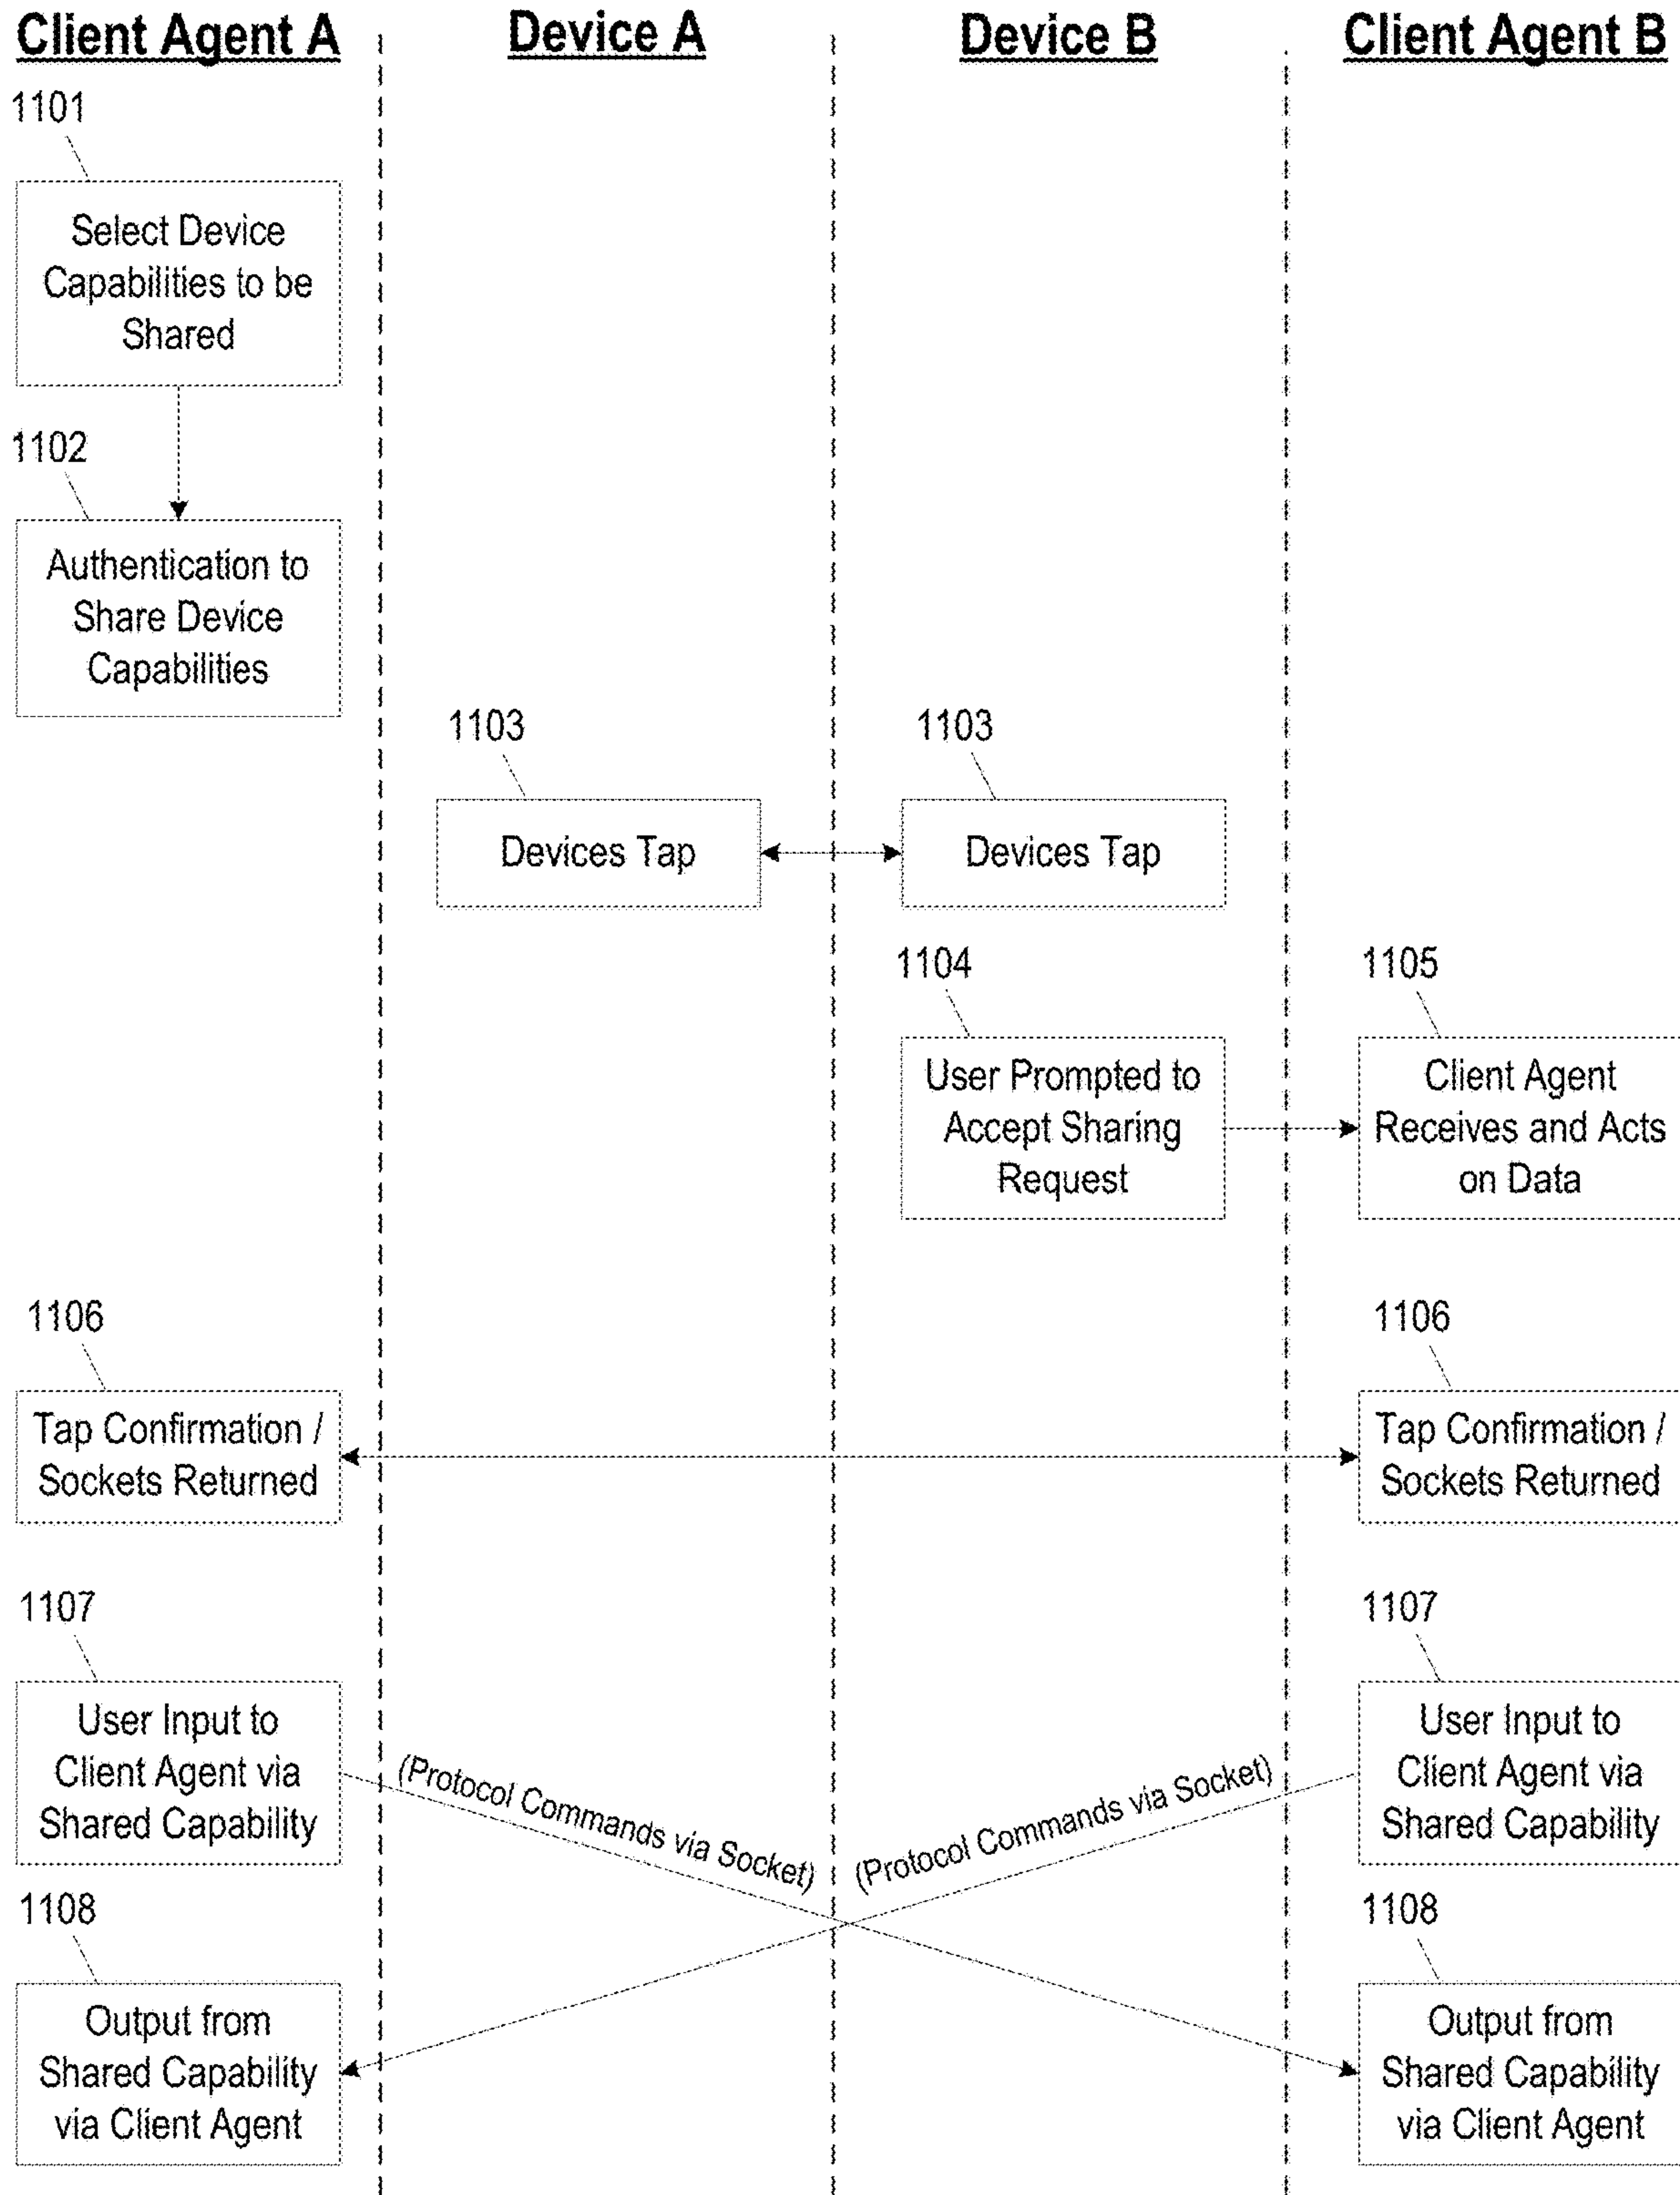 Client Agent A
Device A
Device B
Client Agent B
1101
Select Device
Capabilities to be
Shared
1102
Authentication to
Share Device
Capabilities
1103
1103
Devices Tap
Devices Tap
1104
1105
User Prompted to
Accept Sharing
Request
Client Agent
Receives and Acts
on Data
1106
1106
Tap Confirmation /
Sockets Returned
Tap Confirmation /
Sockets Returned
1107
1107
User Input to
Client Agent via
Shared Capability
(Protocol Commands via Socket)
(Protocol Commands via Socket)
User Input to
Client Agent via
Shared Capability
1108
1108
Output from
Shared Capability
via Client Agent
Output from
Shared Capability
via Client Agent